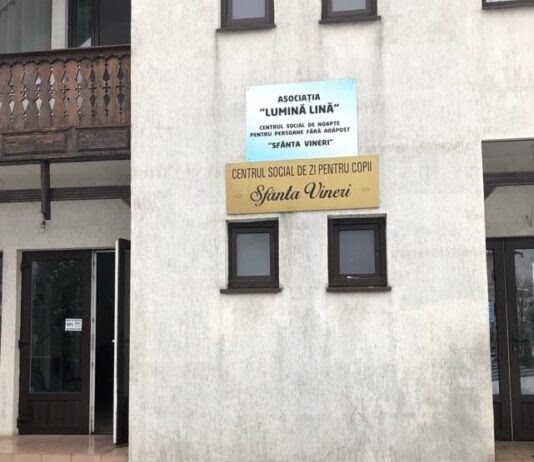 ASOCIAȚIA
"LUMINĂ LINĂ"
CENTRUL SOCIAL DE NOAPTE
PENTRU PERSOANE FĂRĂ ADĂPOST
"SFÂNTA VINERI"
CENTRUL SOCIAL DE ZI PENTRU COPII
Sfânta Vineri